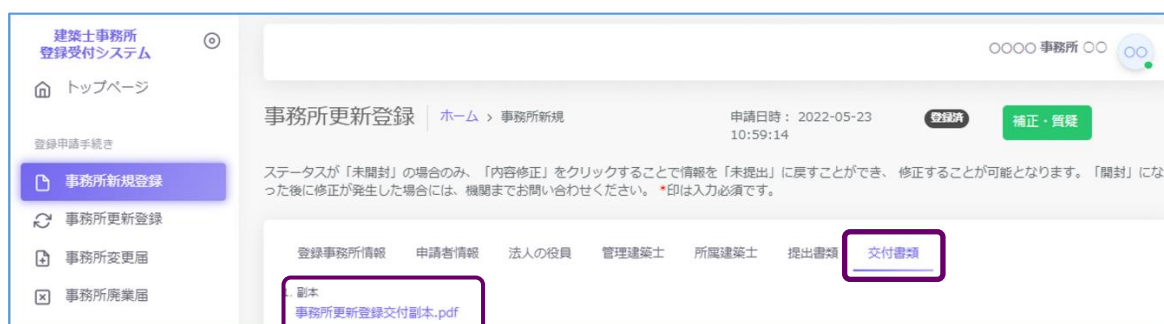 建築士事務所
登録受付システム
トップページ
登録申請手続き
事務所新規登録
事務所更新登録
事務所変更届
事務所廃業届
○○○○ 事務所 ○○
○○
事務所更新登録
ホーム > 事務所新規
申請日時： 2022-05-23
10:59:14
登録済
補正・質疑
ステータスが「未開封」の場合のみ、「内容修正」をクリックすることで情報を「未提出」に戻すことができ、 修正することが可能となります。「開封」にな
った後に修正が発生した場合には、機関までお問い合わせください。 *印は入力必須です。
登録事務所情報 申請者情報 法人の役員 管理建築士 所属建築士 提出書類 交付書類
1. 副本
事務所更新登録交付副本.pdf